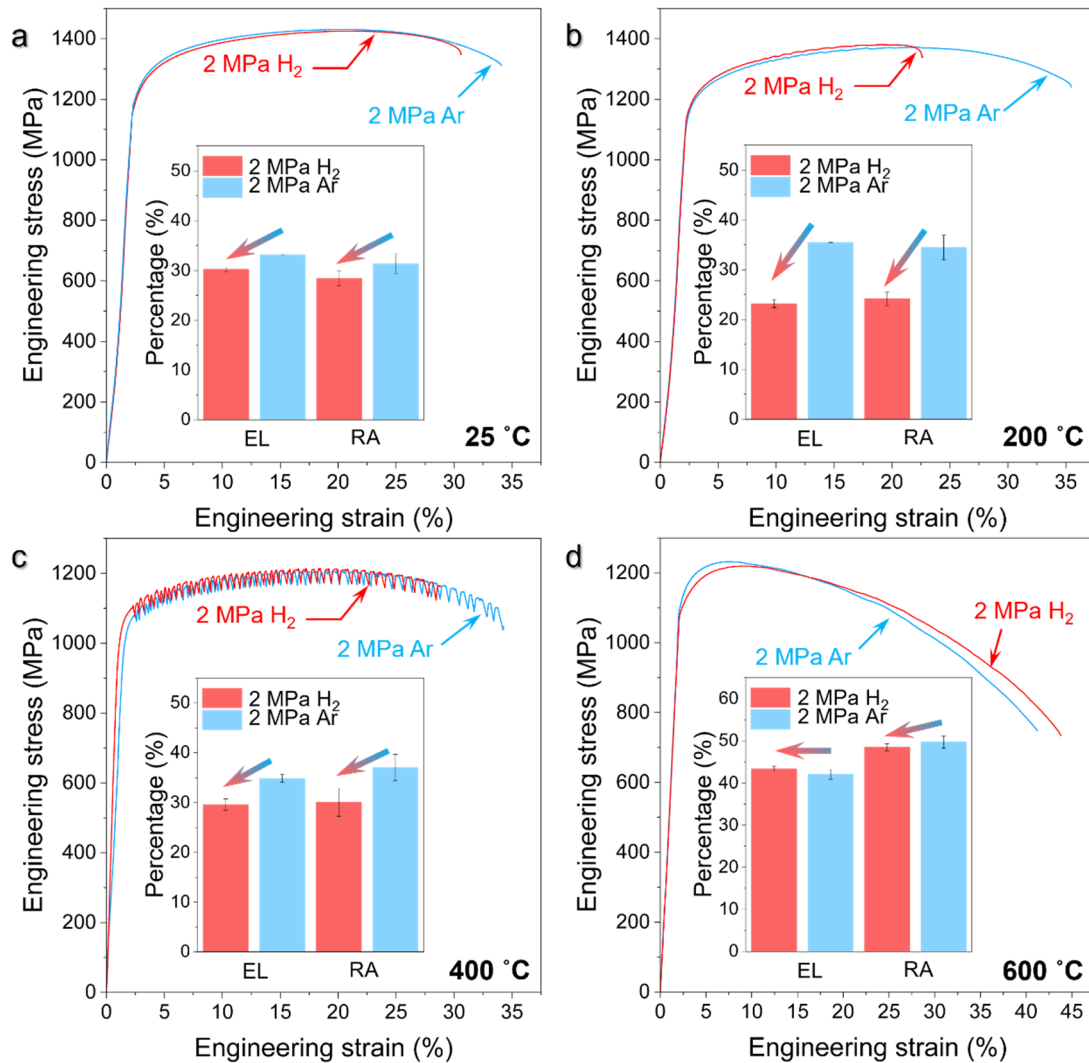 a
Engineering stress (MPa)
1400
1200
1000
800
600
400
200
0
2 MPa H₂
2 MPa Ar
Percentage (%)
50
40
30
20
10
0
2 MPa H₂
2 MPa Ar
EL RA
25 ˚C
0 5 10 15 20 25 30 35
Engineering strain (%)
b
Engineering stress (MPa)
1400
1200
1000
800
600
400
200
0
2 MPa H₂
2 MPa Ar
Percentage (%)
50
40
30
20
10
0
2 MPa H₂
2 MPa Ar
EL RA
200 ˚C
0 5 10 15 20 25 30 35
Engineering strain (%)
c
Engineering stress (MPa)
1200
1000
800
600
400
200
0
2 MPa H₂
2 MPa Ar
Percentage (%)
50
40
30
20
10
0
2 MPa H₂
2 MPa Ar
EL RA
400 ˚C
0 5 10 15 20 25 30 35
Engineering strain (%)
d
Engineering stress (MPa)
1200
1000
800
600
400
200
0
2 MPa H₂
2 MPa Ar
Percentage (%)
60
50
40
30
20
10
0
2 MPa H₂
2 MPa Ar
EL RA
600 ˚C
0 5 10 15 20 25 30 35 40 45
Engineering strain (%)